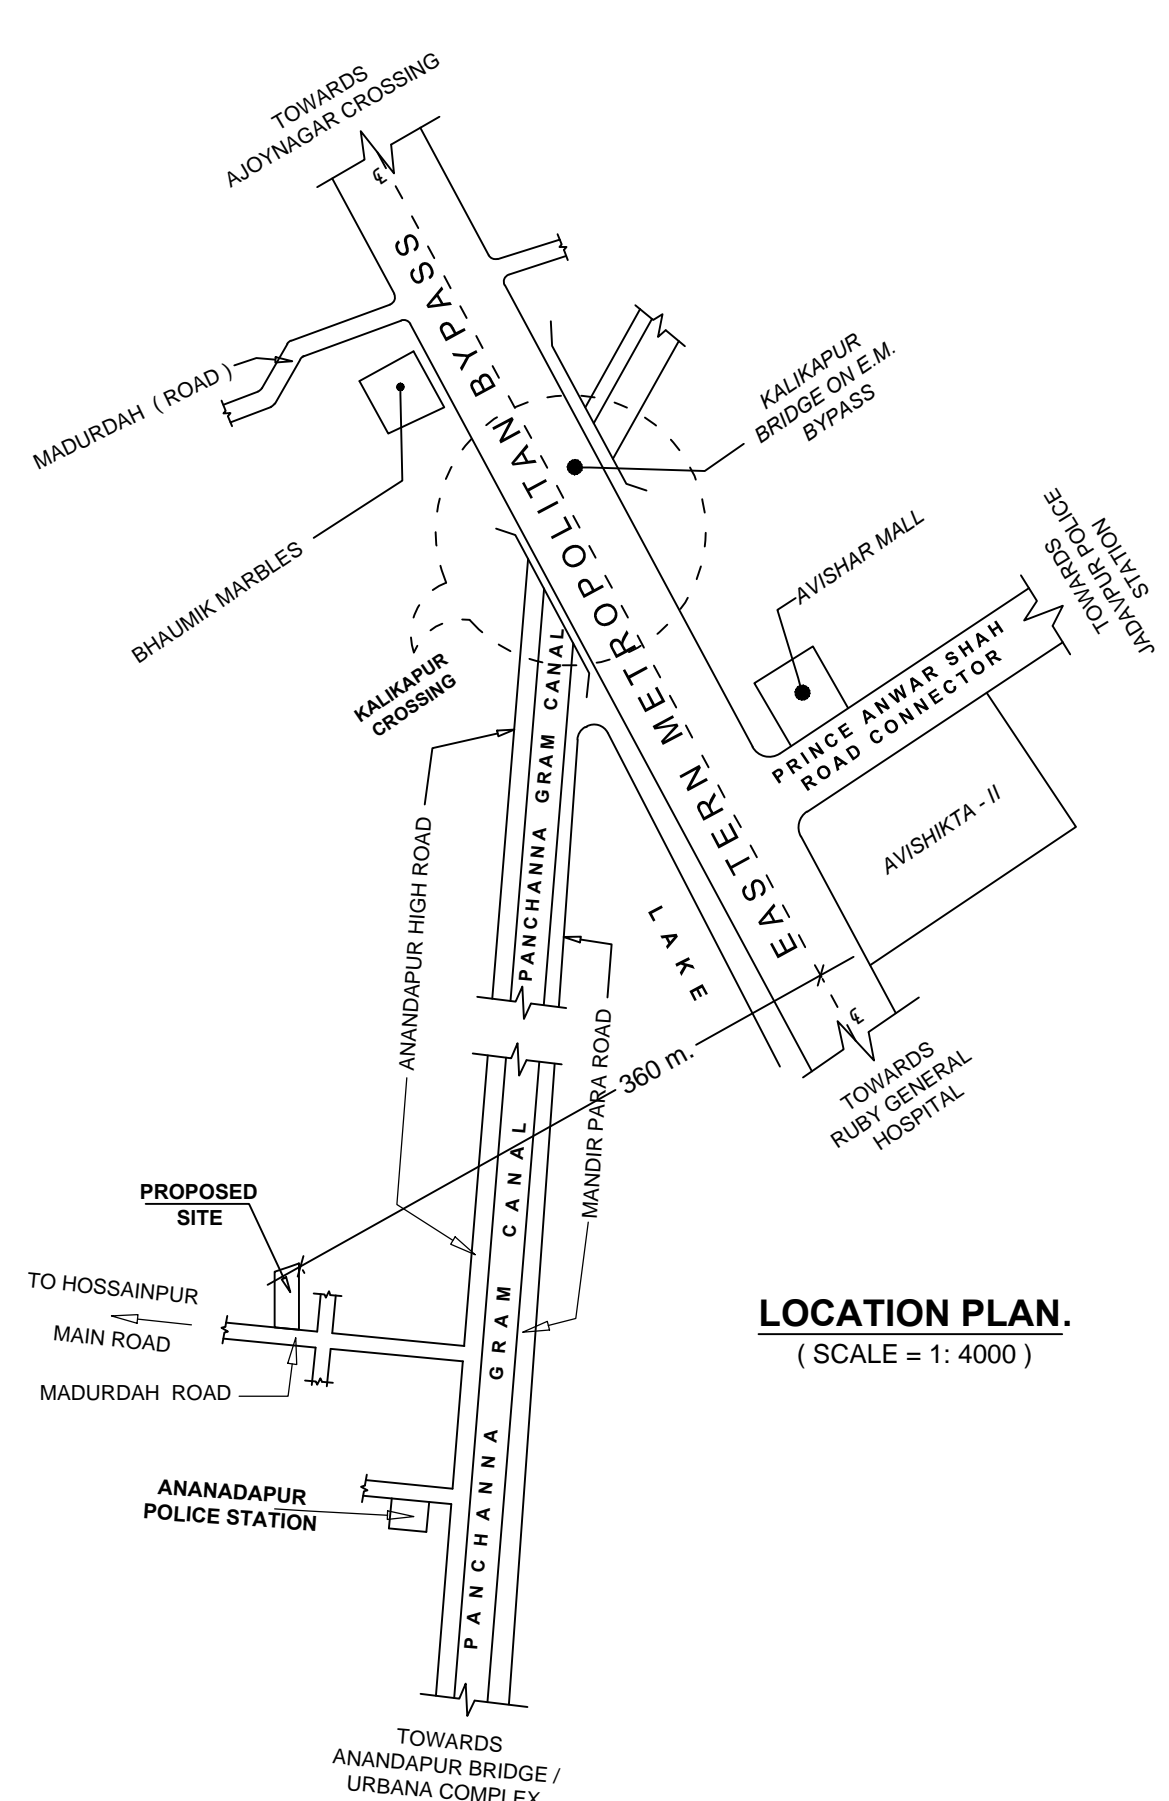 TOWARDS
AJOYNAGAR CROSSING
℄
EASTERN METROPOLITAN BYPASS
MADURDAH ( ROAD )
KALIKAPUR
BRIDGE ON E.M.
BYPASS
BHAUMIK MARBLES
AVISHAR MALL
TOWARDS
JADAVPUR POLICE
STATION
KALIKAPUR
CROSSING
PANCHANNA GRAM CANAL
PRINCE ANWAR SHAH
ROAD CONNECTOR
AVISHIKTA - II
ANANDAPUR HIGH ROAD
LAKE
MANDIR PARA ROAD
360 m.
℄
TOWARDS
RUBY GENERAL
HOSPITAL
PANCHANNA GRAM CANAL
PROPOSED
SITE
TO HOSSAINPUR
MAIN ROAD
MADURDAH ROAD
LOCATION PLAN.
( SCALE = 1: 4000 )
ANANADAPUR
POLICE STATION
TOWARDS
ANANDAPUR BRIDGE /
URBANA COMPLEX